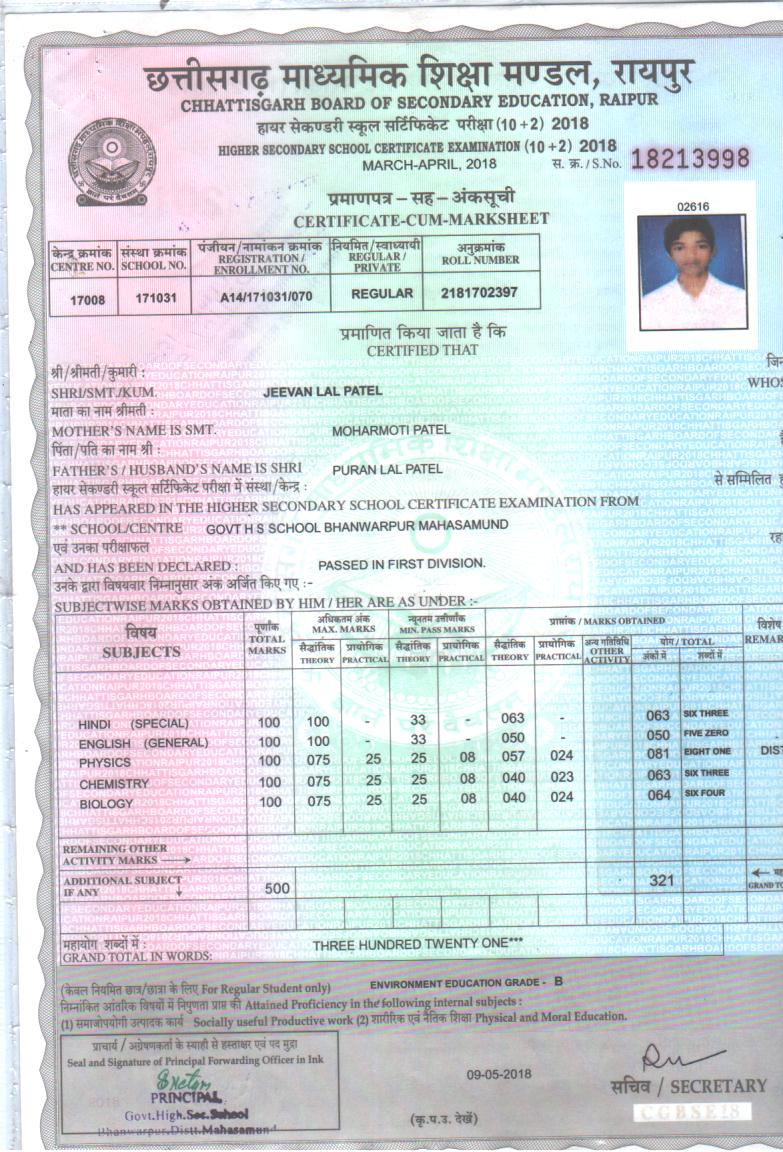 छत्तीसगढ़ माध्यमिक शिक्षा मण्डल, रायपुर
CHHATTISGARH BOARD OF SECONDARY EDUCATION, RAIPUR
हायर सेकण्डरी स्कूल सर्टिफिकेट परीक्षा (10+2) 2018
HIGHER SECONDARY SCHOOL CERTIFICATE EXAMINATION (10+2) 2018
MARCH-APRIL, 2018 स. क्र. / S.No. 18213998
प्रमाणपत्र – सह – अंकसूची
CERTIFICATE-CUM-MARKSHEET
02616
केन्द्र क्रमांक CENTRE NO. संस्था क्रमांक SCHOOL NO. पंजीयन/नामांकन क्रमांक REGISTRATION / ENROLLMENT NO. नियमित/स्वाध्यायी REGULAR / PRIVATE अनुक्रमांक ROLL NUMBER
17008 171031 A14/171031/070 REGULAR 2181702397
प्रमाणित किया जाता है कि
CERTIFIED THAT
श्री/श्रीमती/कुमारी :
SHRI/SMT./KUM. JEEVAN LAL PATEL
माता का नाम श्रीमती :
MOTHER'S NAME IS SMT. MOHARMOTI PATEL
पिता/पति का नाम श्री :
FATHER'S / HUSBAND'S NAME IS SHRI PURAN LAL PATEL
हायर सेकण्डरी स्कूल सर्टिफिकेट परीक्षा में संस्था/केन्द्र : से सम्मिलित
HAS APPEARED IN THE HIGHER SECONDARY SCHOOL CERTIFICATE EXAMINATION FROM
** SCHOOL/CENTRE GOVT H S SCHOOL BHANWARPUR MAHASAMUND
एवं उनका परीक्षाफल
AND HAS BEEN DECLARED : PASSED IN FIRST DIVISION.
उनके द्वारा विषयवार निम्नानुसार अंक अर्जित किए गए :-
SUBJECTWISE MARKS OBTAINED BY HIM / HER ARE AS UNDER :-
विषय SUBJECTS पूर्णांक TOTAL MARKS अधिकतम अंक MAX. MARKS न्यूनतम उत्तीर्णांक MIN. PASS MARKS प्राप्तांक / MARKS OBTAINED विशेष
सैद्धांतिक THEORY प्रायोगिक PRACTICAL सैद्धांतिक THEORY प्रायोगिक PRACTICAL सैद्धांतिक THEORY प्रायोगिक PRACTICAL अन्य गतिविधि OTHER ACTIVITY योग / TOTAL अंकों में शब्दों में
HINDI (SPECIAL) 100 100 - 33 - 063 - 063 SIX THREE
ENGLISH (GENERAL) 100 100 - 33 - 050 - 050 FIVE ZERO
PHYSICS 100 075 25 25 08 057 024 081 EIGHT ONE DIST
CHEMISTRY 100 075 25 25 08 040 023 063 SIX THREE
BIOLOGY 100 075 25 25 08 040 024 064 SIX FOUR
REMAINING OTHER
ACTIVITY MARKS ⟶
ADDITIONAL SUBJECT
IF ANY ↓ 500 321
महायोग शब्दों में :
GRAND TOTAL IN WORDS: THREE HUNDRED TWENTY ONE***
(केवल नियमित छात्र/छात्रा के लिए For Regular Student only) ENVIRONMENT EDUCATION GRADE - B
निम्नांकित आंतरिक विषयों में निपुणता प्राप्त की Attained Proficiency in the following internal subjects :
(1) समाजोपयोगी उत्पादक कार्य Socially useful Productive work (2) शारीरिक एवं नैतिक शिक्षा Physical and Moral Education.
प्राचार्य / अग्रेषणकर्ता के स्याही से हस्ताक्षर एवं पद मुद्रा
Seal and Signature of Principal Forwarding Officer in Ink
PRINCIPAL
Govt.High.Sec.School
Bhanwarpur.Distt.Mahasamund
09-05-2018
सचिव / SECRETARY
CGBSE18
(कृ.प.उ. देखें)